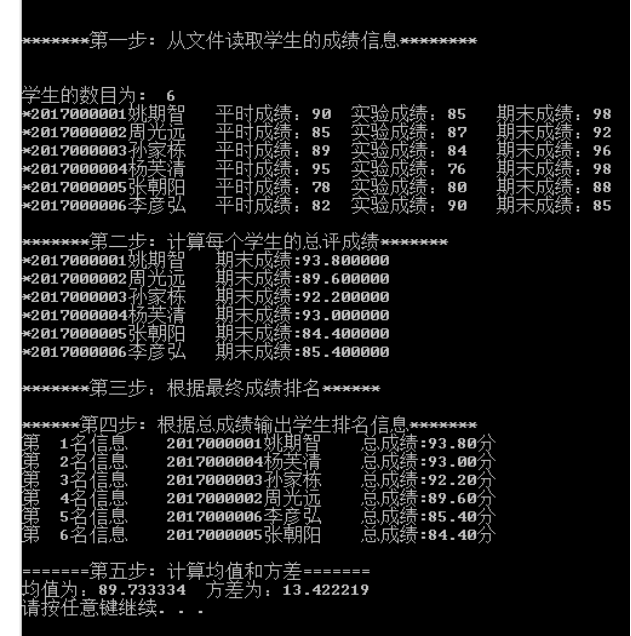 *******第一步：从文件读取学生的成绩信息********
学生的数目为： 6
*2017000001姚期智 平时成绩：90 实验成绩：85 期末成绩：98
*2017000002周光远 平时成绩：85 实验成绩：87 期末成绩：92
*2017000003孙家栋 平时成绩：89 实验成绩：84 期末成绩：96
*2017000004杨芙清 平时成绩：95 实验成绩：76 期末成绩：98
*2017000005张朝阳 平时成绩：78 实验成绩：80 期末成绩：88
*2017000006李彦弘 平时成绩：82 实验成绩：90 期末成绩：85
*******第二步：计算每个学生的总评成绩*******
*2017000001姚期智 期末成绩:93.800000
*2017000002周光远 期末成绩:89.600000
*2017000003孙家栋 期末成绩:92.200000
*2017000004杨芙清 期末成绩:93.000000
*2017000005张朝阳 期末成绩:84.400000
*2017000006李彦弘 期末成绩:85.400000
*******第三步：根据最终成绩排名******
******第四步：根据总成绩输出学生排名信息*******
第 1名信息 2017000001姚期智 总成绩:93.80分
第 2名信息 2017000004杨芙清 总成绩:93.00分
第 3名信息 2017000003孙家栋 总成绩:92.20分
第 4名信息 2017000002周光远 总成绩:89.60分
第 5名信息 2017000006李彦弘 总成绩:85.40分
第 6名信息 2017000005张朝阳 总成绩:84.40分
=======第五步：计算均值和方差=======
均值为：89.733334 方差为：13.422219
请按任意键继续. . .